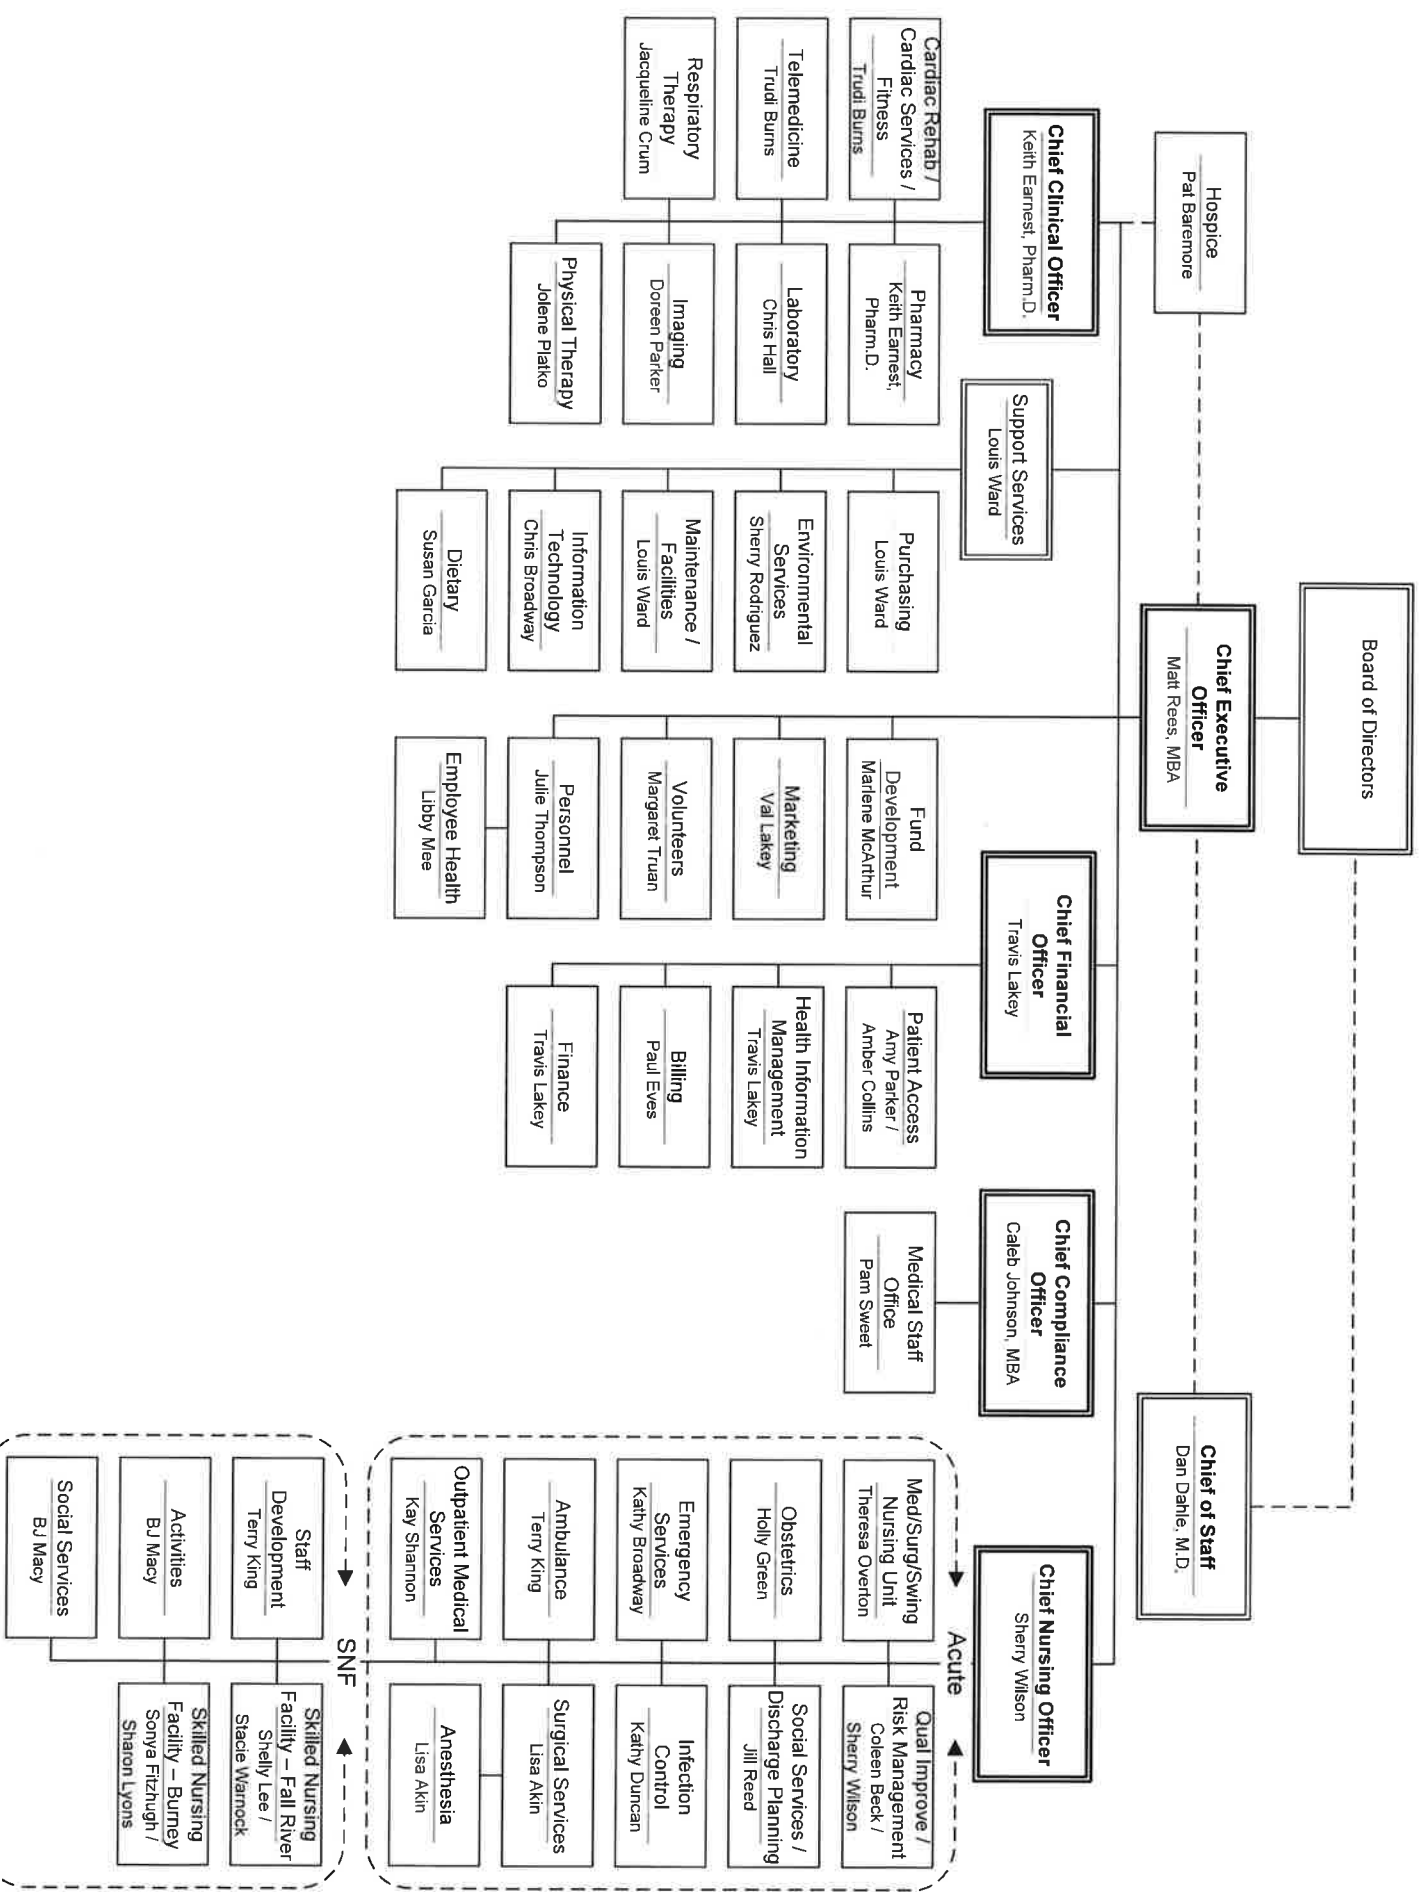 Board of Directors
Chief Executive
Officer
Matt Rees, MBA
Chief of Staff
Dan Dahle, M.D.
Hospice
Pat Baremore
Chief Clinical Officer
Keith Earnest, Pharm.D.
Cardiac Rehab /
Cardiac Services /
Fitness
Trudi Burns
Pharmacy
Keith Earnest,
Pharm.D.
Telemedicine
Trudi Burns
Laboratory
Chris Hall
Respiratory
Therapy
Jacqueline Crum
Imaging
Doreen Parker
Physical Therapy
Jolene Platko
Support Services
Louis Ward
Purchasing
Louis Ward
Environmental
Services
Sherry Rodriguez
Maintenance /
Facilities
Louis Ward
Information
Technology
Chris Broadway
Dietary
Susan Garcia
Fund
Development
Marlene McArthur
Marketing
Val Lakey
Volunteers
Margaret Truan
Personnel
Julie Thompson
Employee Health
Libby Mee
Chief Financial
Officer
Travis Lakey
Patient Access
Amy Parker /
Amber Collins
Health Information
Management
Travis Lakey
Billing
Paul Eves
Finance
Travis Lakey
Chief Compliance
Officer
Caleb Johnson, MBA
Medical Staff
Office
Pam Sweet
Chief Nursing Officer
Sherry Wilson
Acute
Med/Surg/Swing
Nursing Unit
Theresa Overton
Qual Improve /
Risk Management
Coleen Beck /
Sherry Wilson
Obstetrics
Holly Green
Social Services /
Discharge Planning
Jill Reed
Emergency
Services
Kathy Broadway
Infection
Control
Kathy Duncan
Ambulance
Terry King
Surgical Services
Lisa Akin
Outpatient Medical
Services
Kay Shannon
Anesthesia
Lisa Akin
SNF
Staff
Development
Terry King
Skilled Nursing
Facility – Fall River
Shelly Lee /
Stacie Warnock
Activities
BJ Macy
Skilled Nursing
Facility – Burney
Sonya Fitzhugh /
Sharon Lyons
Social Services
BJ Macy